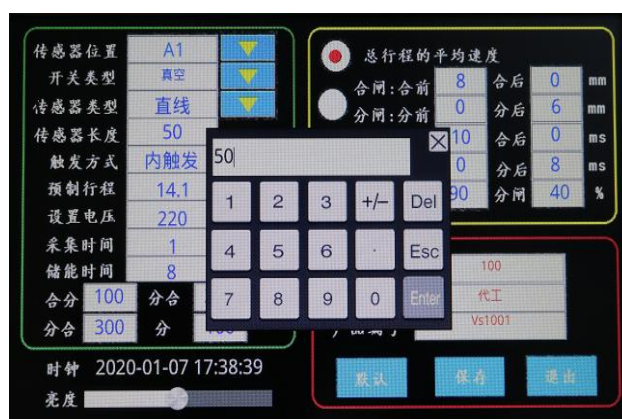 传感器位置 A1
开关类型 真空
传感器类型 直线
传感器长度 50
触发方式 内触发
预制行程 14.1
设置电压 220
采集时间 1
储能时间 8
合分 100 分合
分合 300 分
时钟 2020-01-07 17:38:39
亮度
总行程的平均速度
合闸:合前 8 合后 0 mm
分闸:分前 0 分后 6 mm
10 合后 0 ms
0 分后 8 ms
90 分闸 40 %
50
1 2 3 +/- Del
4 5 6 . Esc
7 8 9 0 Enter
100
代工
Vs1001
默认 保存 退出